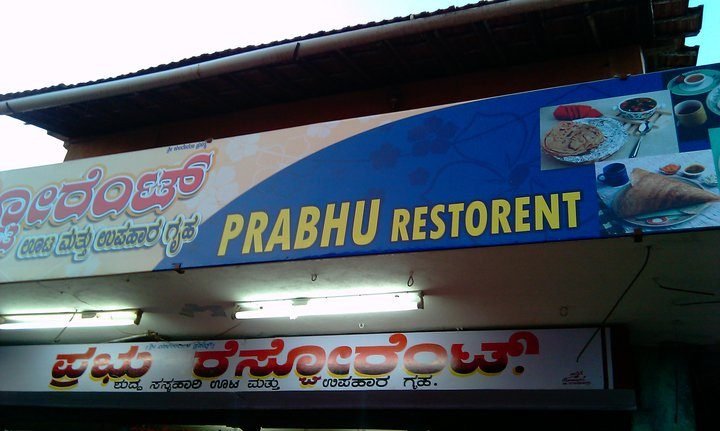 ಸ್ಟೋರೆಂಟ್
ಊಟ ಮತ್ತು ಉಪಹಾರ ಗೃಹ
PRABHU RESTORENT
ಪ್ರಭು ರೆಸ್ಟೋರೆಂಟ್
ಶುದ್ಧ ಸಸ್ಯಹಾರಿ ಊಟ ಮತ್ತು ಉಪಹಾರ ಗೃಹ.